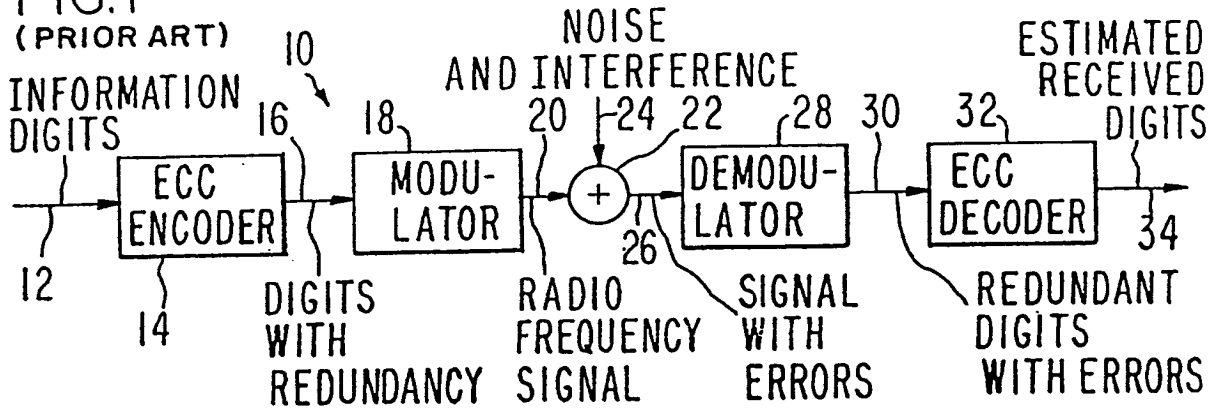 FIG.1
(PRIOR ART)
10
NOISE
AND INTERFERENCE
ESTIMATED
RECEIVED
DIGITS
INFORMATION
DIGITS
16
18
20
24
22
28
30
32
ECC
ENCODER
MODU-
LATOR
+
DEMODU-
LATOR
ECC
DECODER
12
14
26
34
DIGITS
WITH
REDUNDANCY
RADIO
FREQUENCY
SIGNAL
SIGNAL
WITH
ERRORS
REDUNDANT
DIGITS
WITH ERRORS